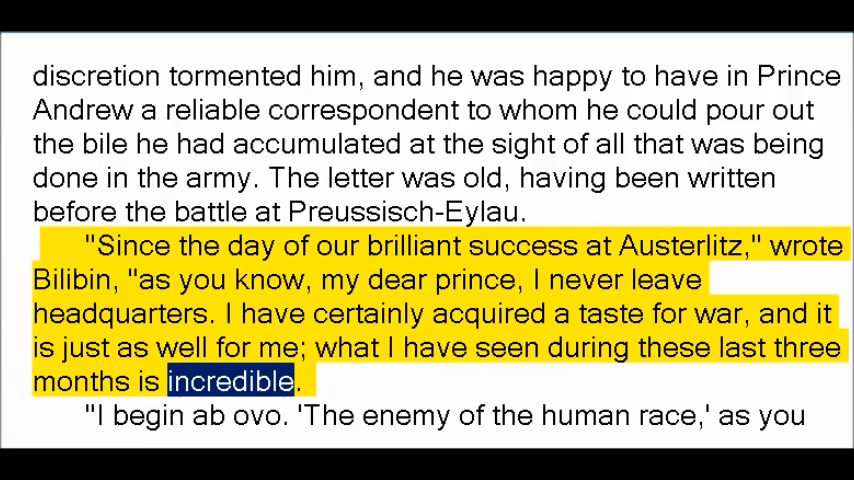 discretion tormented him, and he was happy to have in Prince
Andrew a reliable correspondent to whom he could pour out
the bile he had accumulated at the sight of all that was being
done in the army. The letter was old, having been written
before the battle at Preussisch-Eylau.
"Since the day of our brilliant success at Austerlitz," wrote
Bilibin, "as you know, my dear prince, I never leave
headquarters. I have certainly acquired a taste for war, and it
is just as well for me; what I have seen during these last three
months is incredible.
"I begin ab ovo. 'The enemy of the human race,' as you